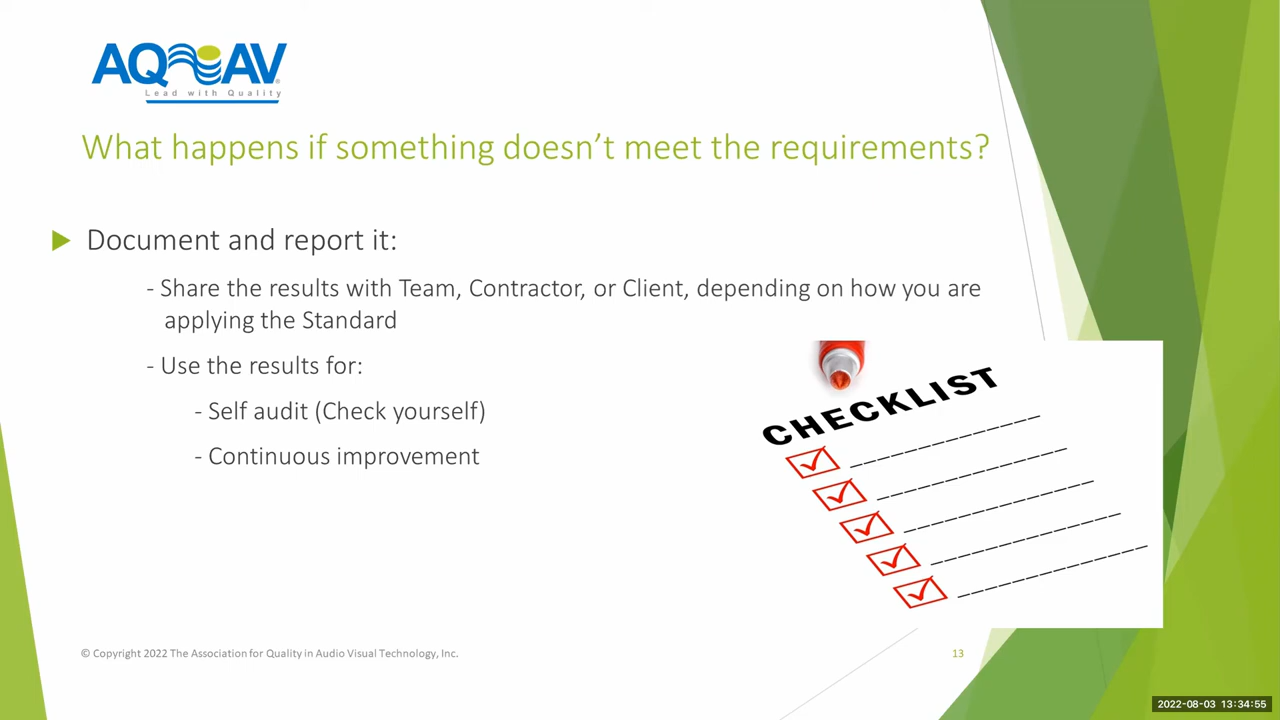 AQAV
Lead with Quality
What happens if something doesn’t meet the requirements?
Document and report it:
- Share the results with Team, Contractor, or Client, depending on how you are
applying the Standard
- Use the results for:
- Self audit (Check yourself)
- Continuous improvement
CHECKLIST
© Copyright 2022 The Association for Quality in Audio Visual Technology, Inc.
13
2022-08-03 13:34:55